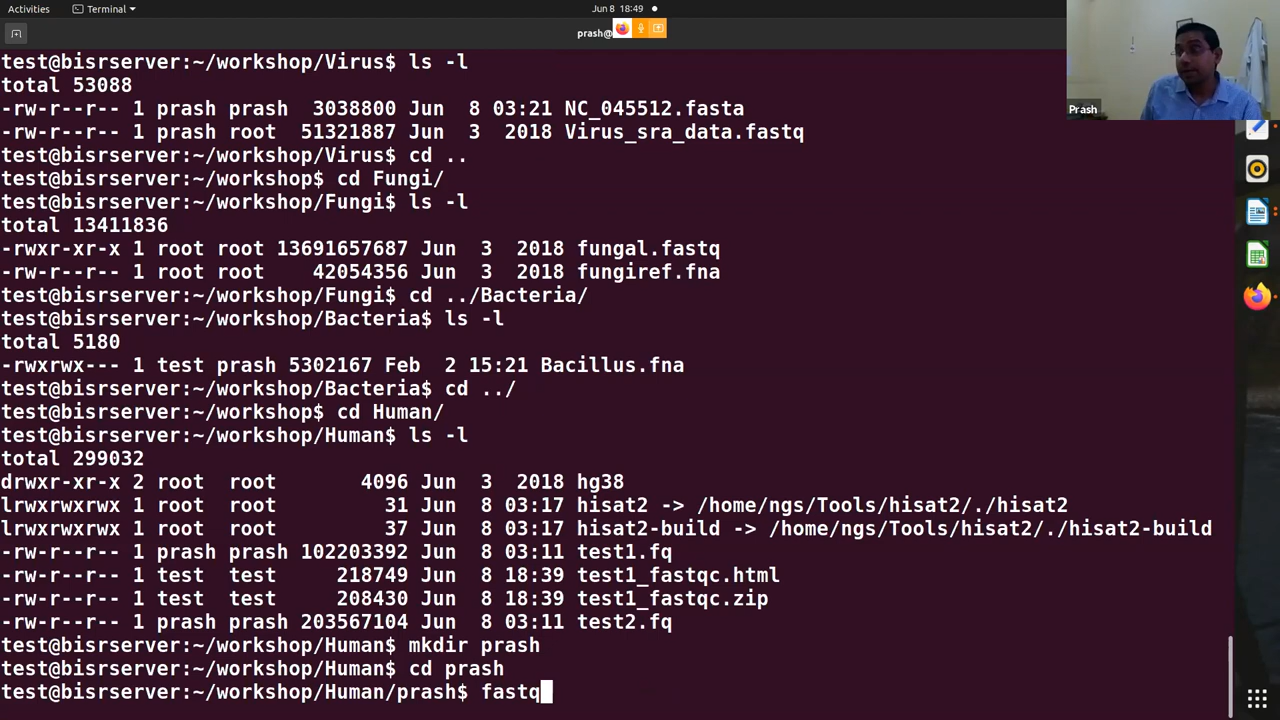 Activities
Terminal
Jun 8 18:49
prash@
Prash
test@bisrserver:~/workshop/Virus$ ls -l
total 53088
-rw-r--r-- 1 prash prash  3038800 Jun  8 03:21 NC_045512.fasta
-rw-r--r-- 1 prash root  51321887 Jun  3  2018 Virus_sra_data.fastq
test@bisrserver:~/workshop/Virus$ cd ..
test@bisrserver:~/workshop$ cd Fungi/
test@bisrserver:~/workshop/Fungi$ ls -l
total 13411836
-rwxr-xr-x 1 root root 13691657687 Jun  3  2018 fungal.fastq
-rw-r--r-- 1 root root    42054356 Jun  3  2018 fungiref.fna
test@bisrserver:~/workshop/Fungi$ cd ../Bacteria/
test@bisrserver:~/workshop/Bacteria$ ls -l
total 5180
-rwxrwx--- 1 test prash 5302167 Feb  2 15:21 Bacillus.fna
test@bisrserver:~/workshop/Bacteria$ cd ../
test@bisrserver:~/workshop$ cd Human/
test@bisrserver:~/workshop/Human$ ls -l
total 299032
drwxr-xr-x 2 root  root       4096 Jun  3  2018 hg38
lrwxrwxrwx 1 root  root         31 Jun  8 03:17 hisat2 -> /home/ngs/Tools/hisat2/./hisat2
lrwxrwxrwx 1 root  root         37 Jun  8 03:17 hisat2-build -> /home/ngs/Tools/hisat2/./hisat2-build
-rw-r--r-- 1 prash prash 102203392 Jun  8 03:11 test1.fq
-rw-r--r-- 1 test  test     218749 Jun  8 18:39 test1_fastqc.html
-rw-r--r-- 1 test  test     208430 Jun  8 18:39 test1_fastqc.zip
-rw-r--r-- 1 prash prash 203567104 Jun  8 03:11 test2.fq
test@bisrserver:~/workshop/Human$ mkdir prash
test@bisrserver:~/workshop/Human$ cd prash
test@bisrserver:~/workshop/Human/prash$ fastq